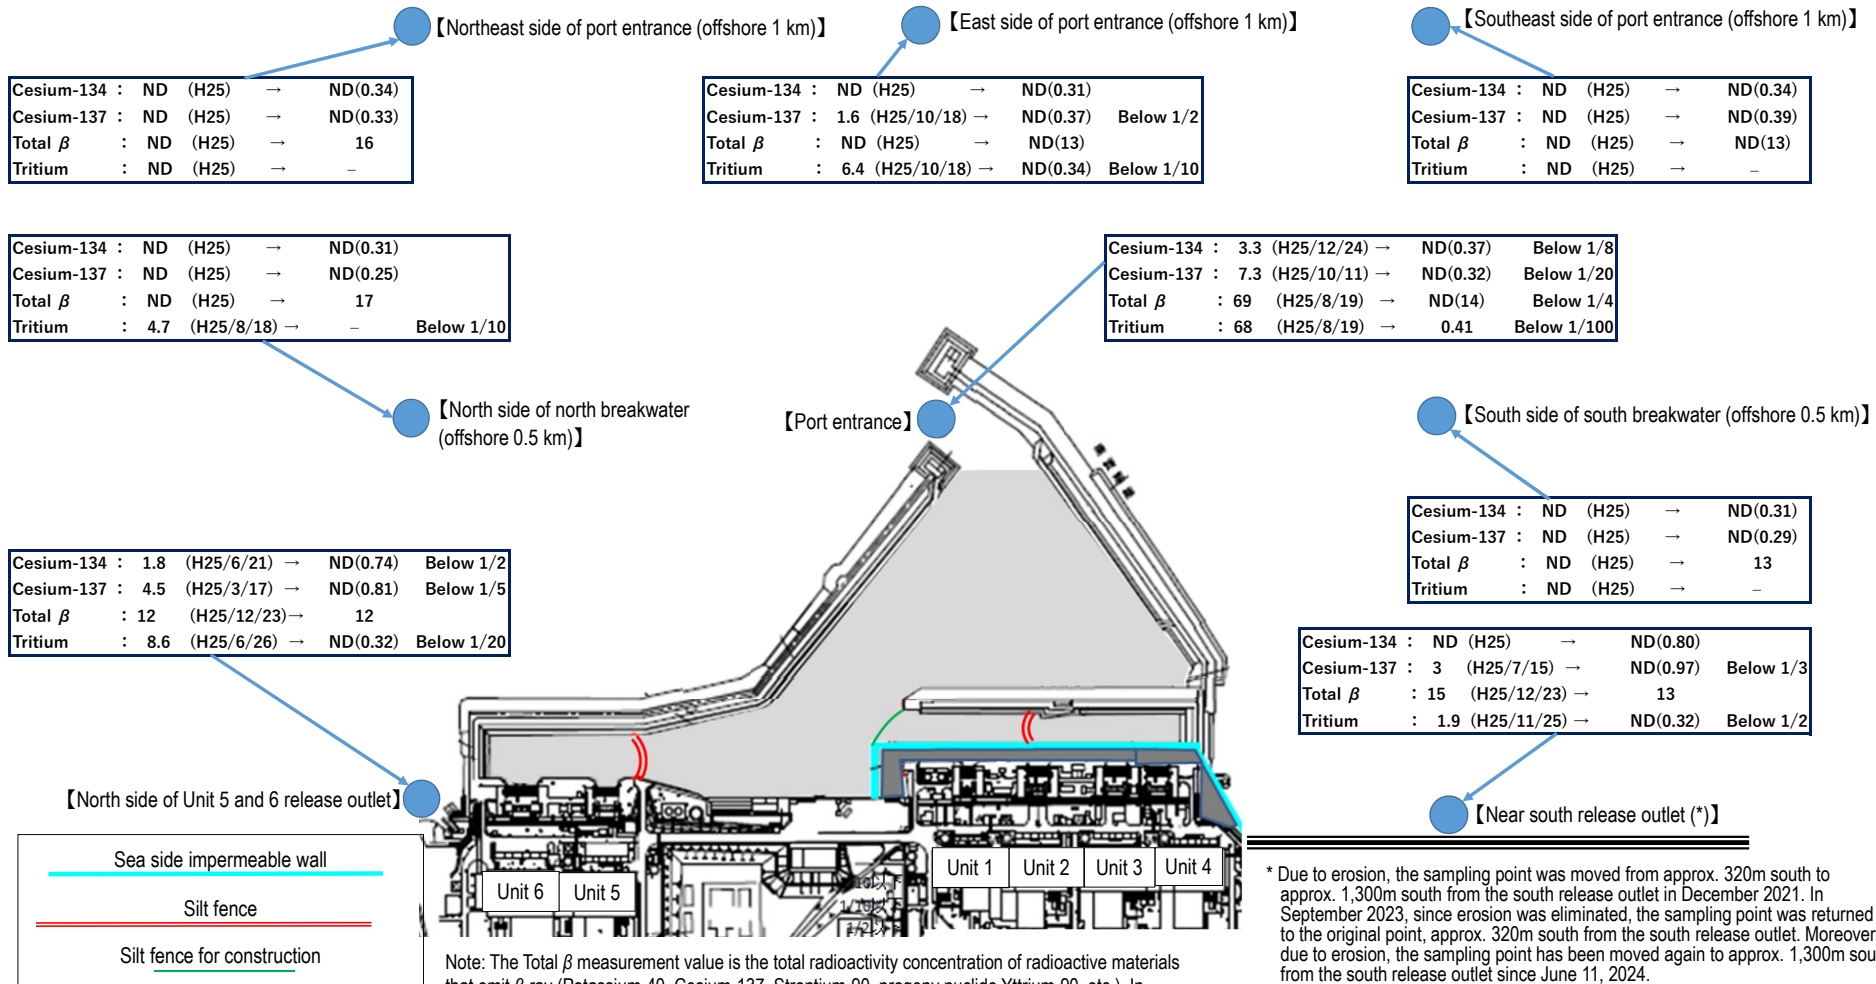 【Northeast side of port entrance (offshore 1 km)】
Cesium-134 : ND (H25) → ND(0.34)
Cesium-137 : ND (H25) → ND(0.33)
Total β : ND (H25) → 16
Tritium : ND (H25) → –
【East side of port entrance (offshore 1 km)】
Cesium-134 : ND (H25) → ND(0.31)
Cesium-137 : 1.6 (H25/10/18) → ND(0.37) Below 1/2
Total β : ND (H25) → ND(13)
Tritium : 6.4 (H25/10/18) → ND(0.34) Below 1/10
【Southeast side of port entrance (offshore 1 km)】
Cesium-134 : ND (H25) → ND(0.34)
Cesium-137 : ND (H25) → ND(0.39)
Total β : ND (H25) → ND(13)
Tritium : ND (H25) → –
Cesium-134 : ND (H25) → ND(0.31)
Cesium-137 : ND (H25) → ND(0.25)
Total β : ND (H25) → 17
Tritium : 4.7 (H25/8/18) → – Below 1/10
【North side of north breakwater
(offshore 0.5 km)】
Cesium-134 : 3.3 (H25/12/24) → ND(0.37) Below 1/8
Cesium-137 : 7.3 (H25/10/11) → ND(0.32) Below 1/20
Total β : 69 (H25/8/19) → ND(14) Below 1/4
Tritium : 68 (H25/8/19) → 0.41 Below 1/100
【Port entrance】
【South side of south breakwater (offshore 0.5 km)】
Cesium-134 : ND (H25) → ND(0.31)
Cesium-137 : ND (H25) → ND(0.29)
Total β : ND (H25) → 13
Tritium : ND (H25) → –
Cesium-134 : 1.8 (H25/6/21) → ND(0.74) Below 1/2
Cesium-137 : 4.5 (H25/3/17) → ND(0.81) Below 1/5
Total β : 12 (H25/12/23)→ 12
Tritium : 8.6 (H25/6/26) → ND(0.32) Below 1/20
【North side of Unit 5 and 6 release outlet】
Cesium-134 : ND (H25) → ND(0.80)
Cesium-137 : 3 (H25/7/15) → ND(0.97) Below 1/3
Total β : 15 (H25/12/23) → 13
Tritium : 1.9 (H25/11/25) → ND(0.32) Below 1/2
【Near south release outlet (*)】
Sea side impermeable wall
Silt fence
Silt fence for construction
Unit 6 Unit 5
Unit 1 Unit 2 Unit 3 Unit 4
* Due to erosion, the sampling point was moved from approx. 320m south to
approx. 1,300m south from the south release outlet in December 2021. In
September 2023, since erosion was eliminated, the sampling point was returned
to the original point, approx. 320m south from the south release outlet. Moreover
due to erosion, the sampling point has been moved again to approx. 1,300m sou
from the south release outlet since June 11, 2024.
Note: The Total β measurement value is the total radioactivity concentration of radioactive materials
that emit β ray (Potassium-40, Cesium-137, Strontium-90, progeny nuclide Yttrium-90, etc.). In